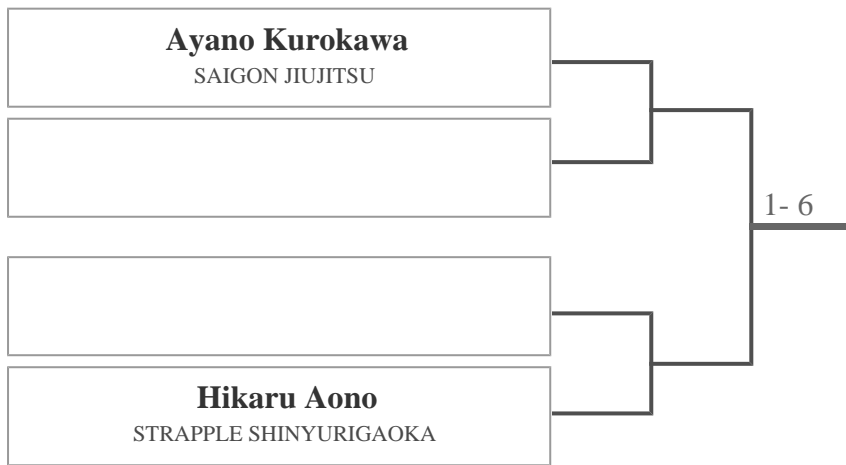 Ayano Kurokawa
SAIGON JIUJITSU
1- 6
Hikaru Aono
STRAPPLE SHINYURIGAOKA